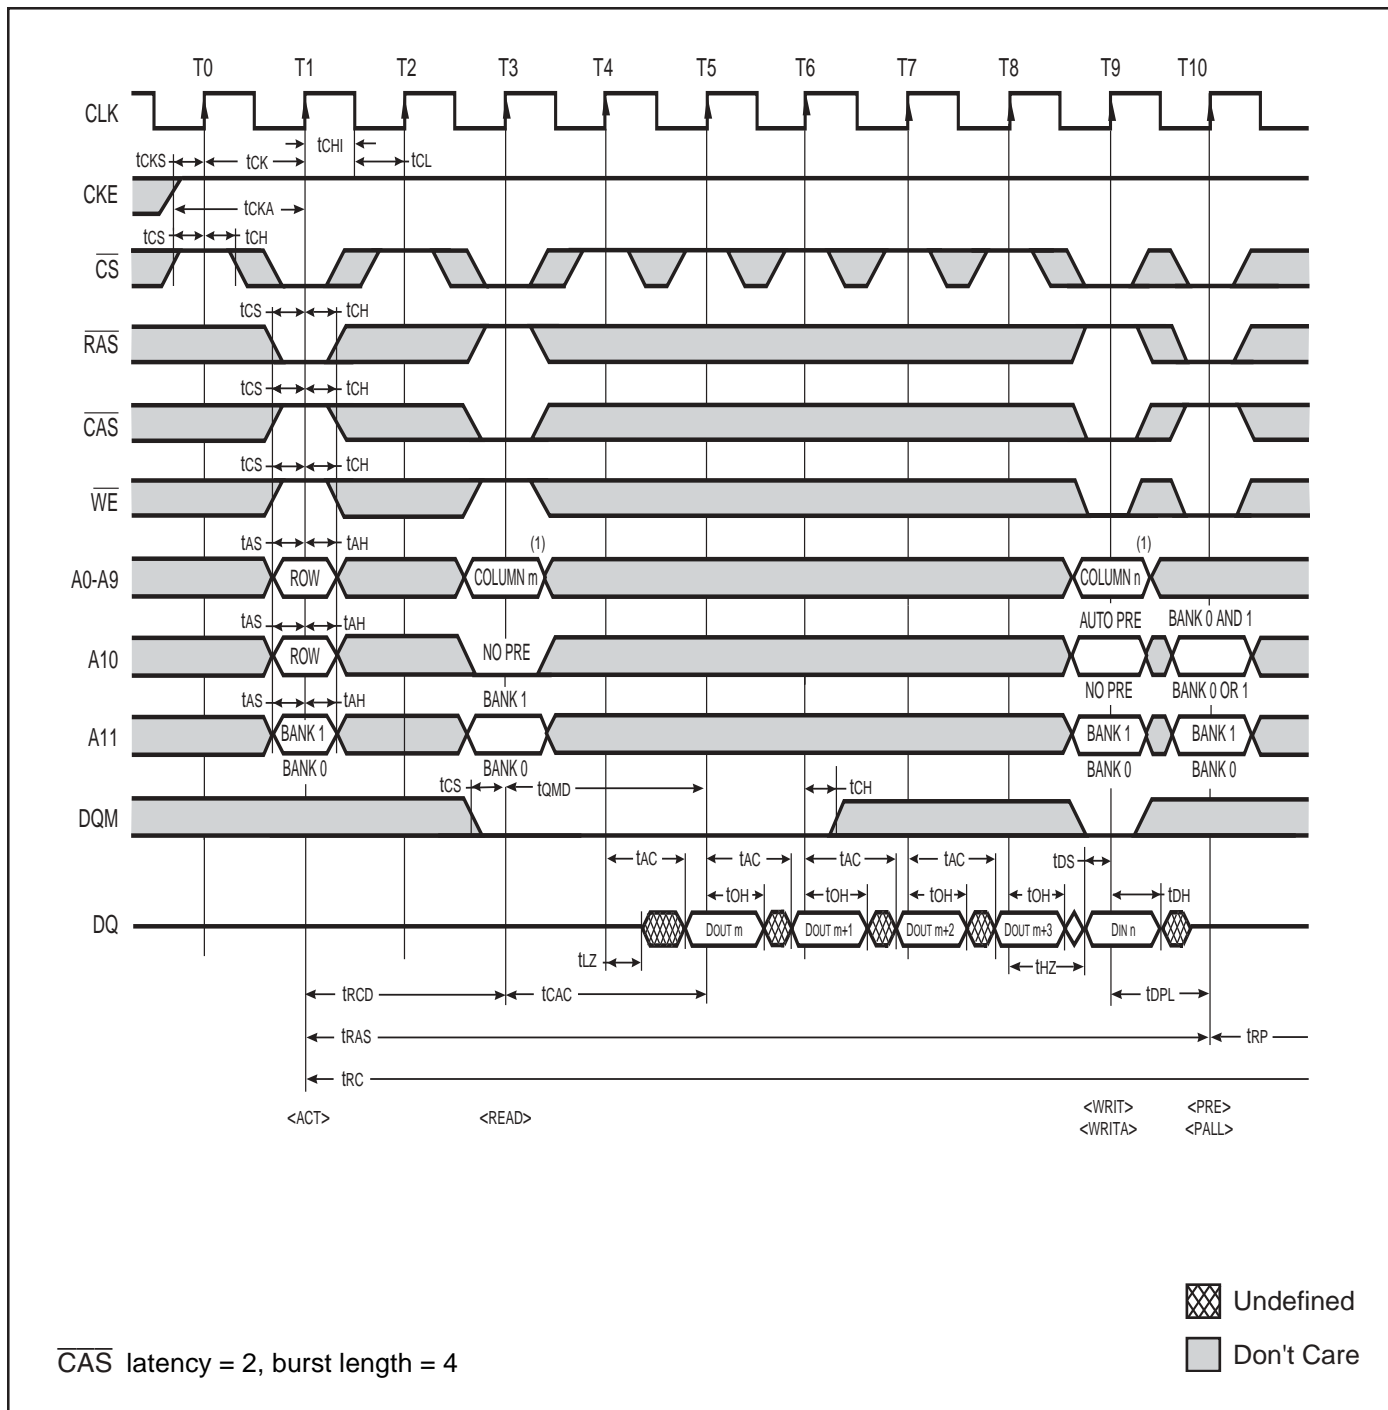 T0 T1 T2 T3 T4 T5 T6 T7 T8 T9 T10
CLK
tCHI
tCKS tCK tCL
CKE
tCKA
tCS tCH
CS
tCS tCH
RAS
tCS tCH
CAS
tCS tCH
WE
tAS tAH (1) (1)
A0-A9 ROW COLUMN m COLUMN n
tAS tAH AUTO PRE BANK 0 AND 1
A10 ROW NO PRE
NO PRE BANK 0 OR 1
tAS tAH BANK 1
A11 BANK 1 BANK 1 BANK 1
BANK 0 BANK 0 BANK 0 BANK 0
tCS tQMD tCH
DQM
tAC tAC tAC tAC tDS
tOH tOH tOH tOH tDH
DQ DOUT m DOUT m+1 DOUT m+2 DOUT m+3 DIN n
tLZ tHZ
tRCD tCAC tDPL
tRAS tRP
tRC
<ACT> <READ> <WRIT> <PRE>
<WRITA> <PALL>
Undefined
Don't Care
CAS latency = 2, burst length = 4